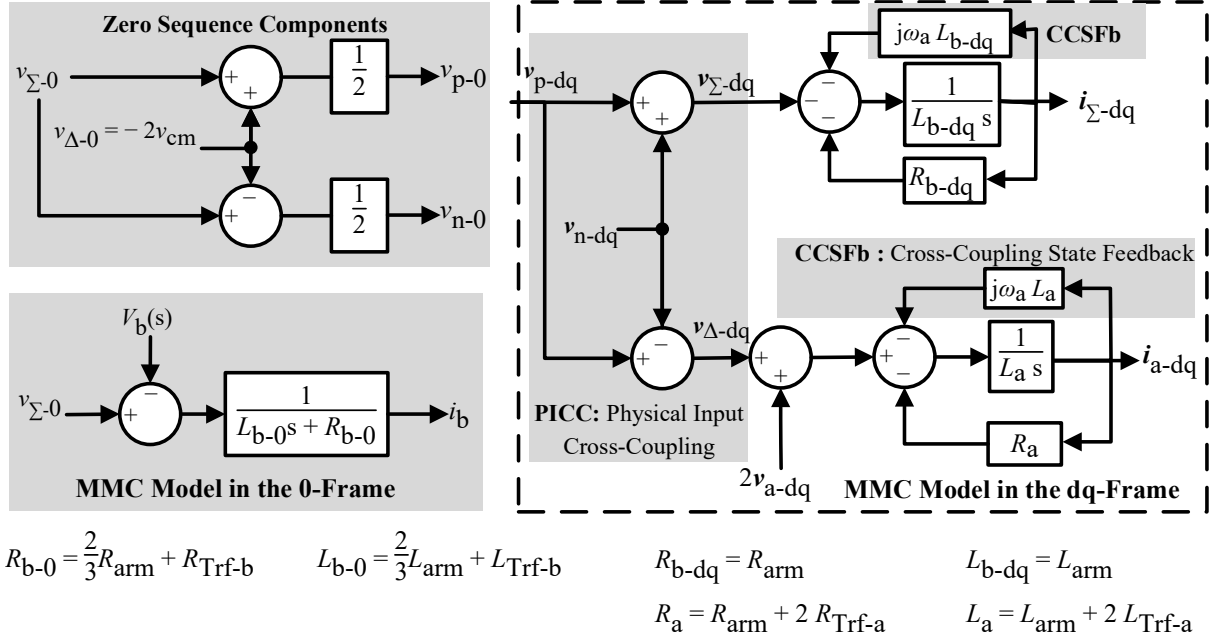 Zero Sequence Components
v_Σ-0
+
+
1/2
v_p-0
v_Δ-0 = − 2v_cm
−
+
1/2
v_n-0
V_b(s)
v_Σ-0
+
−
1/(L_b-0s + R_b-0)
i_b
MMC Model in the 0-Frame
v_p-dq
+
+
v_Σ-dq
v_n-dq
−
+
v_Δ-dq
PICC: Physical Input
Cross-Coupling
jω_a L_b-dq
CCSFb
−
−
−
1/(L_b-dq s)
i_Σ-dq
R_b-dq
CCSFb : Cross-Coupling State Feedback
jω_a L_a
+
+
−
+
−
1/(L_a s)
i_a-dq
R_a
2v_a-dq
MMC Model in the dq-Frame
R_b-0 = 2/3 R_arm + R_Trf-b
L_b-0 = 2/3 L_arm + L_Trf-b
R_b-dq = R_arm
L_b-dq = L_arm
R_a = R_arm + 2 R_Trf-a
L_a = L_arm + 2 L_Trf-a